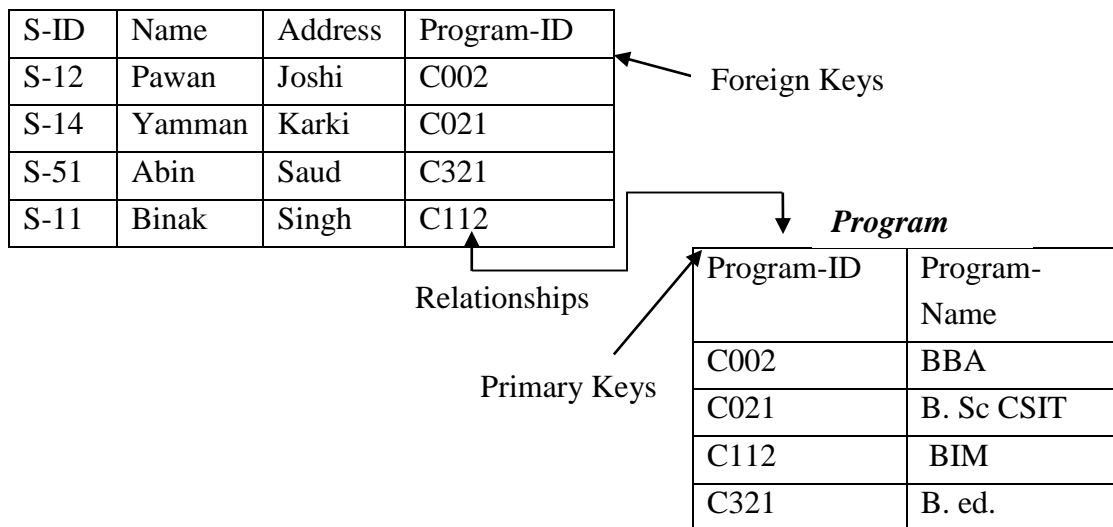 S-ID Name Address Program-ID
S-12 Pawan Joshi C002
Foreign Keys
S-14 Yamman Karki C021
S-51 Abin Saud C321
S-11 Binak Singh C112
Program
Relationships
Primary Keys
Program-ID Program-
Name
C002 BBA
C021 B. Sc CSIT
C112 BIM
C321 B. ed.